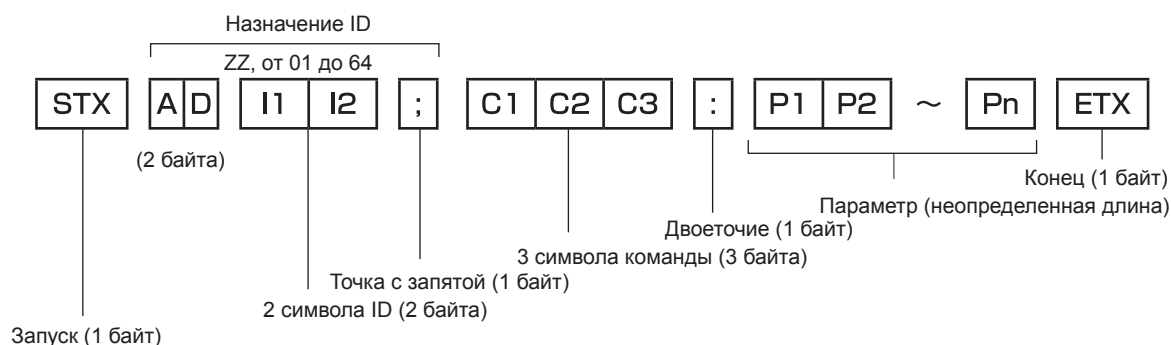 Назначение ID
ZZ, от 01 до 64
STX A D I1 I2 ; C1 C2 C3 : P1 P2 ～ Pn ETX
(2 байта)
Конец (1 байт)
Параметр (неопределенная длина)
Двоеточие (1 байт)
3 символа команды (3 байта)
Точка с запятой (1 байт)
2 символа ID (2 байта)
Запуск (1 байт)